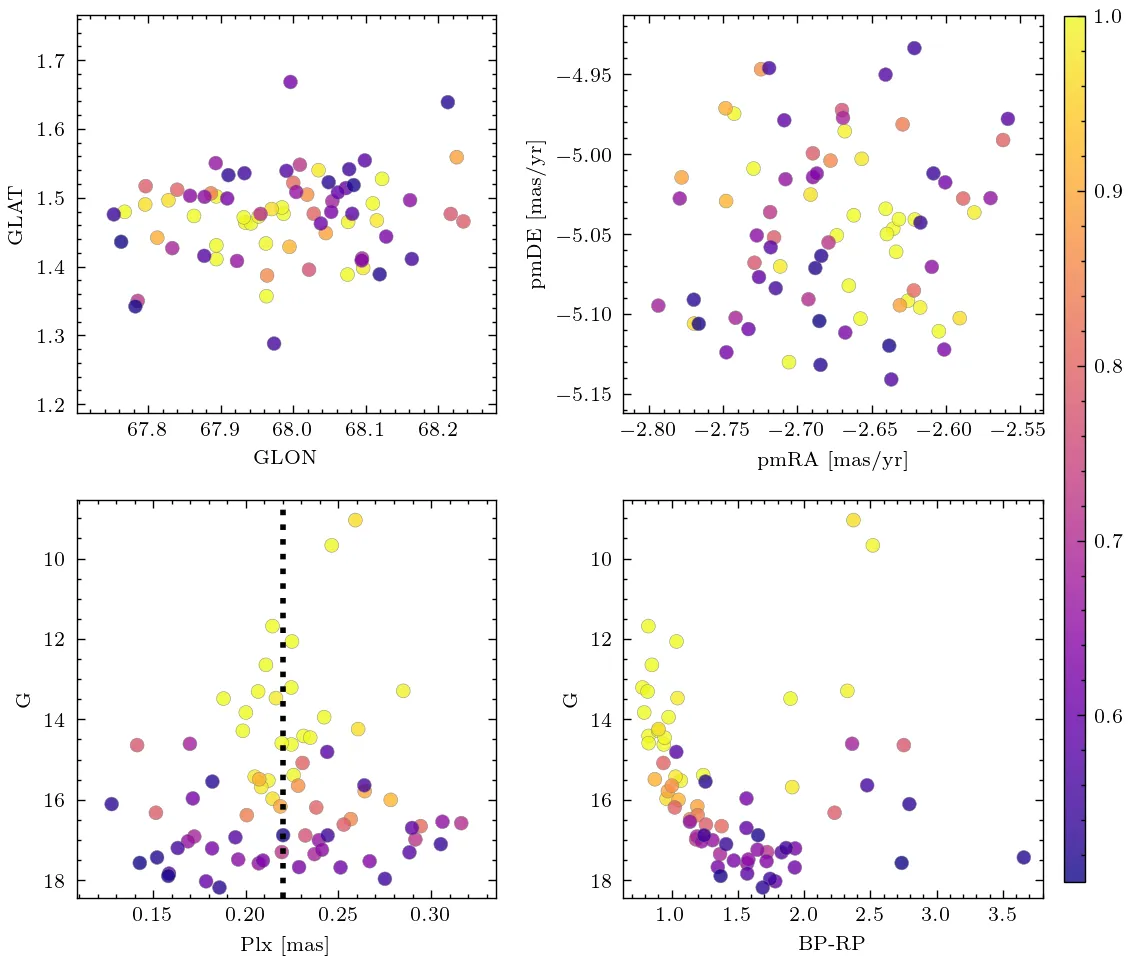 1.7
1.6
1.5
1.4
1.3
1.2
GLAT
67.8 67.9 68.0 68.1 68.2
GLON
−4.95
−5.00
−5.05
−5.10
−5.15
pmDE [mas/yr]
−2.80 −2.75 −2.70 −2.65 −2.60 −2.55
pmRA [mas/yr]
10
12
14
16
18
G
0.15 0.20 0.25 0.30
Plx [mas]
10
12
14
16
18
G
1.0 1.5 2.0 2.5 3.0 3.5
BP-RP
1.0
0.9
0.8
0.7
0.6